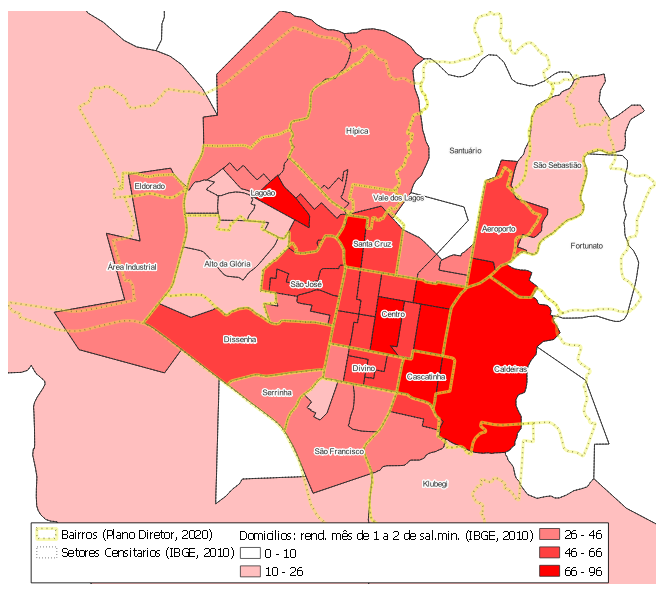 Hípica
Santuário
São Sebastião
Eldorado
Lagoão
Vale dos Lagos
Aeroporto
Santa Cruz
Fortunato
Área Industrial
Alto da Glória
São José
Centro
Dissenha
Divino
Cascatinha
Caldeiras
Serrinha
São Francisco
Klubegi
Bairros (Plano Diretor, 2020)
Setores Censitarios (IBGE, 2010)
Domicilios: rend. mês de 1 a 2 de sal.min. (IBGE, 2010)
0 - 10
10 - 26
26 - 46
46 - 66
66 - 96